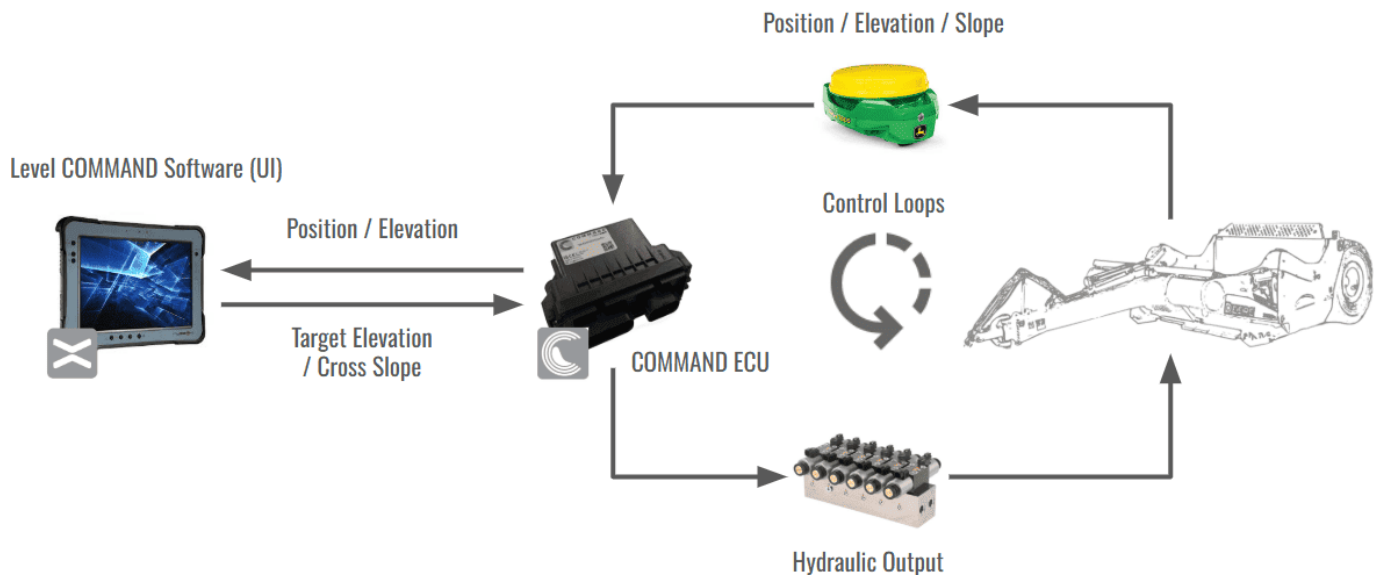 Position / Elevation / Slope
Level COMMAND Software (UI)
Position / Elevation
Control Loops
Target Elevation
/ Cross Slope
COMMAND ECU
Hydraulic Output